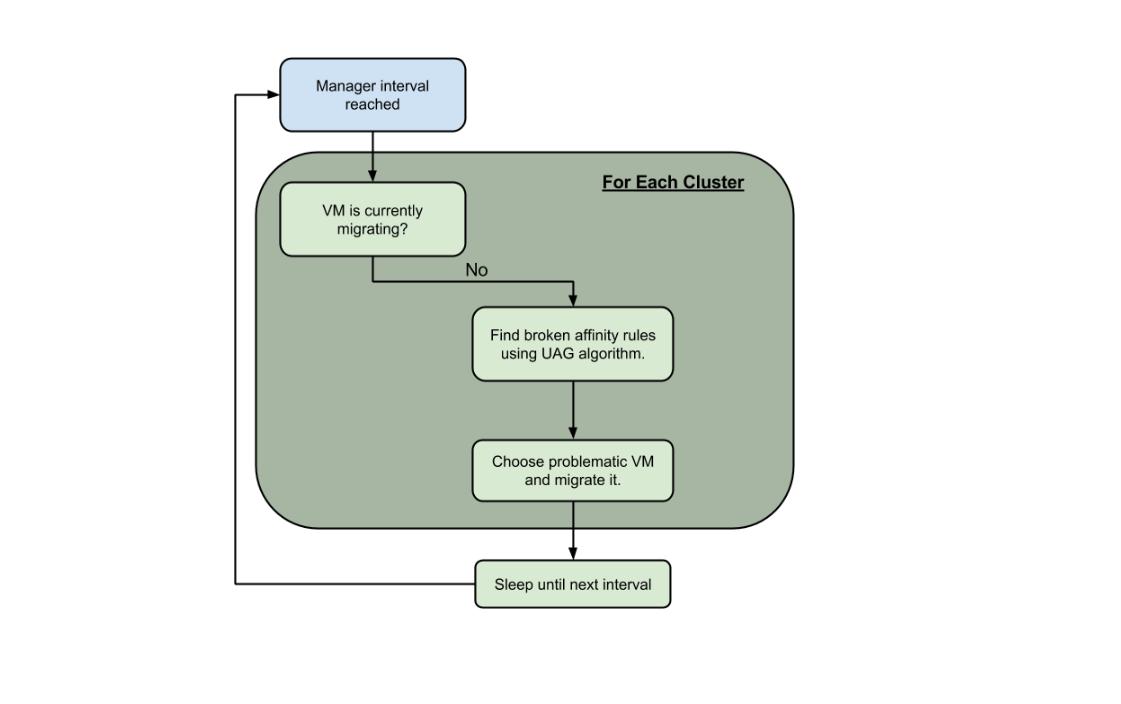 Manager interval
reached
For Each Cluster
VM is currently
migrating?
No
Find broken affinity rules
using UAG algorithm.
Choose problematic VM
and migrate it.
Sleep until next interval